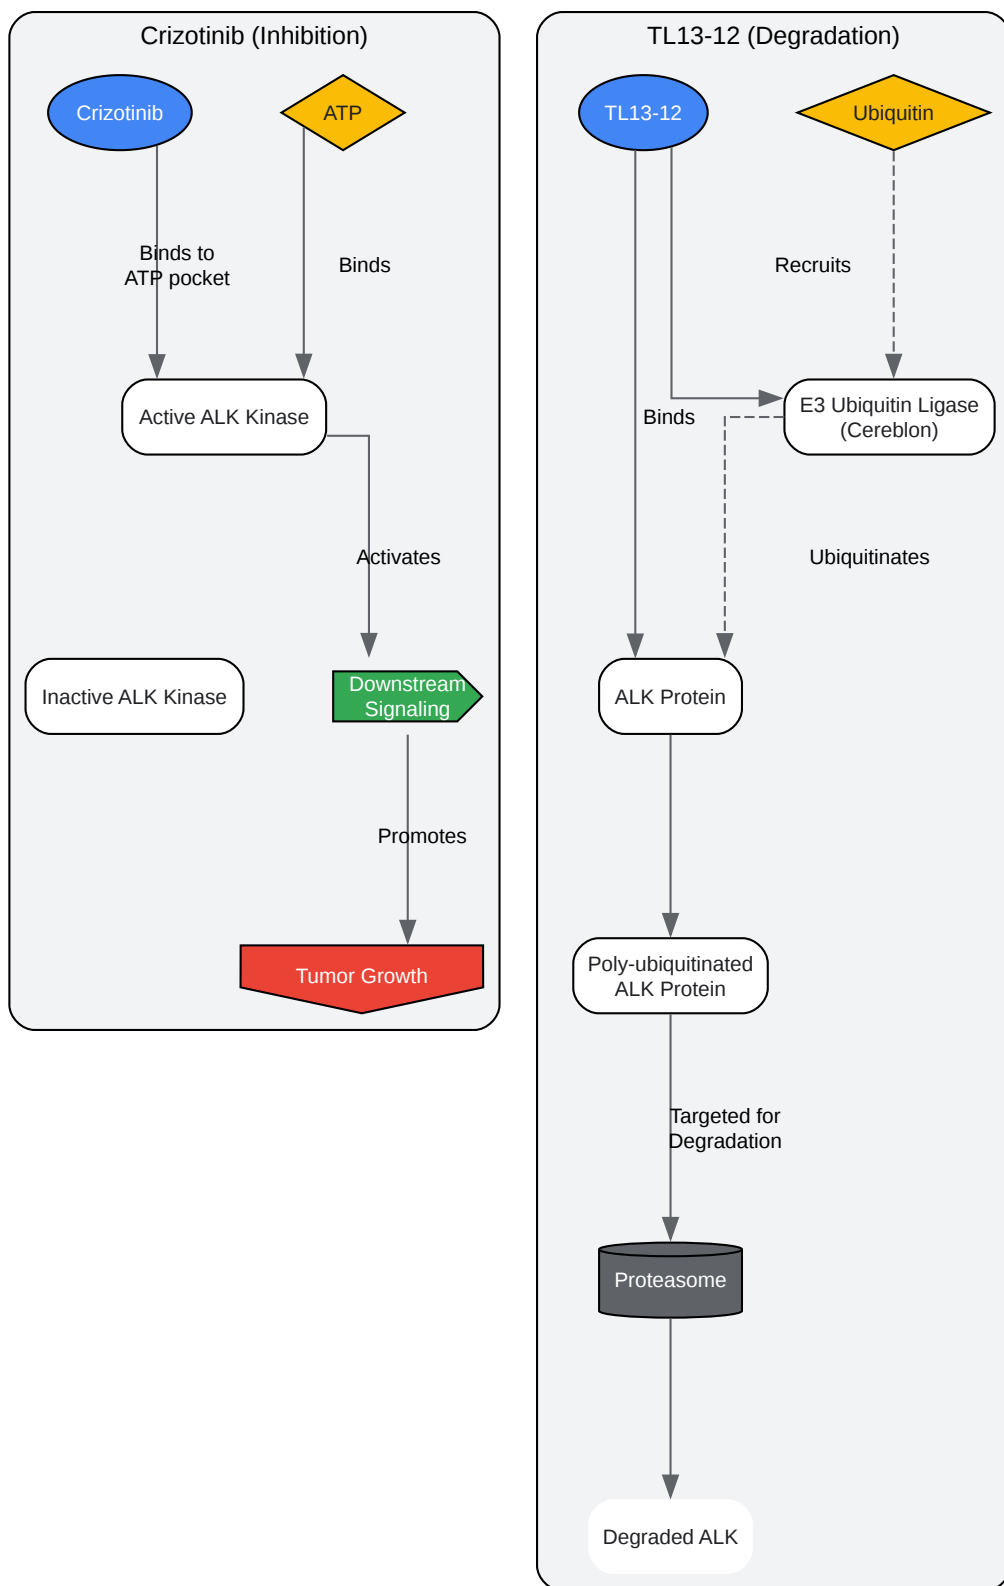 Crizotinib (Inhibition)
Crizotinib
ATP
Binds to
ATP pocket
Binds
Active ALK Kinase
Activates
Inactive ALK Kinase
Downstream
Signaling
Promotes
Tumor Growth
TL13-12 (Degradation)
TL13-12
Ubiquitin
Recruits
Binds
E3 Ubiquitin Ligase
(Cereblon)
Ubiquitinates
ALK Protein
Poly-ubiquitinated
ALK Protein
Targeted for
Degradation
Proteasome
Degraded ALK